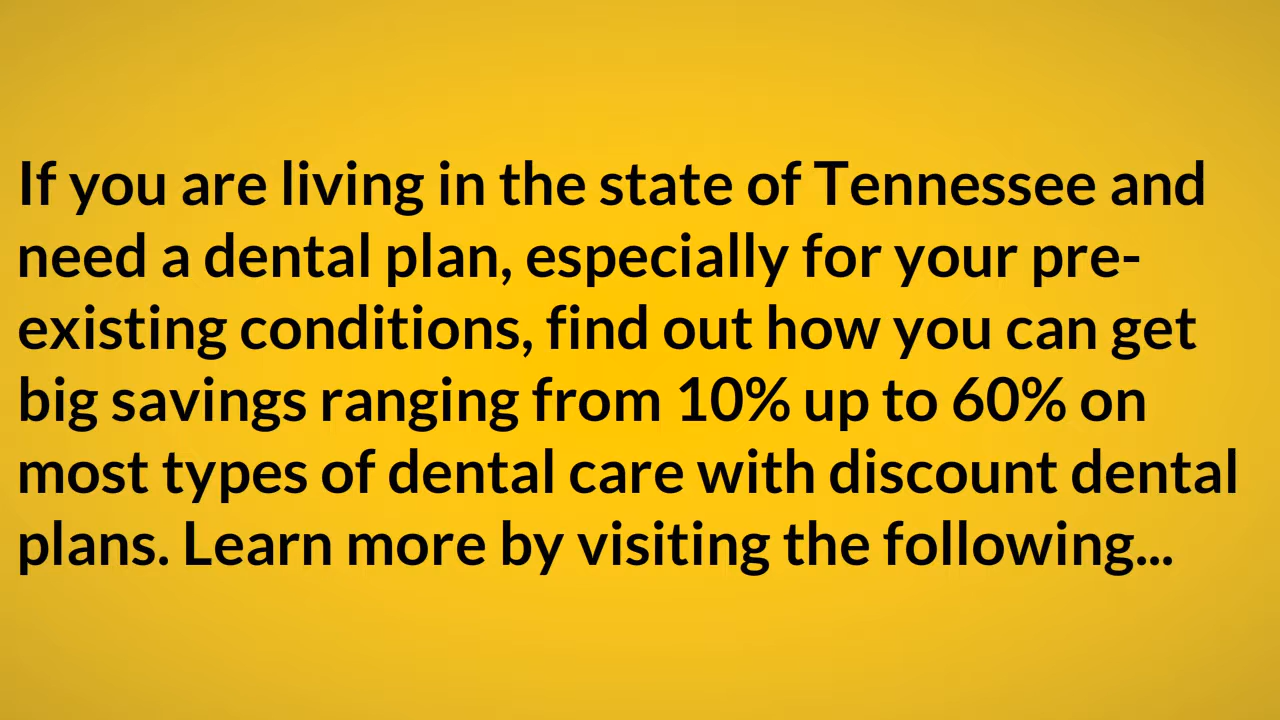 If you are living in the state of Tennessee and
need a dental plan, especially for your pre-
existing conditions, find out how you can get
big savings ranging from 10% up to 60% on
most types of dental care with discount dental
plans. Learn more by visiting the following...